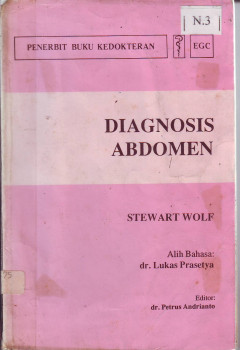 N.3
PENERBIT BUKU KEDOKTERAN
EGC
DIAGNOSIS
ABDOMEN
STEWART WOLF
Alih Bahasa:
dr. Lukas Prasetya
Editor:
dr. Petrus Andrianto